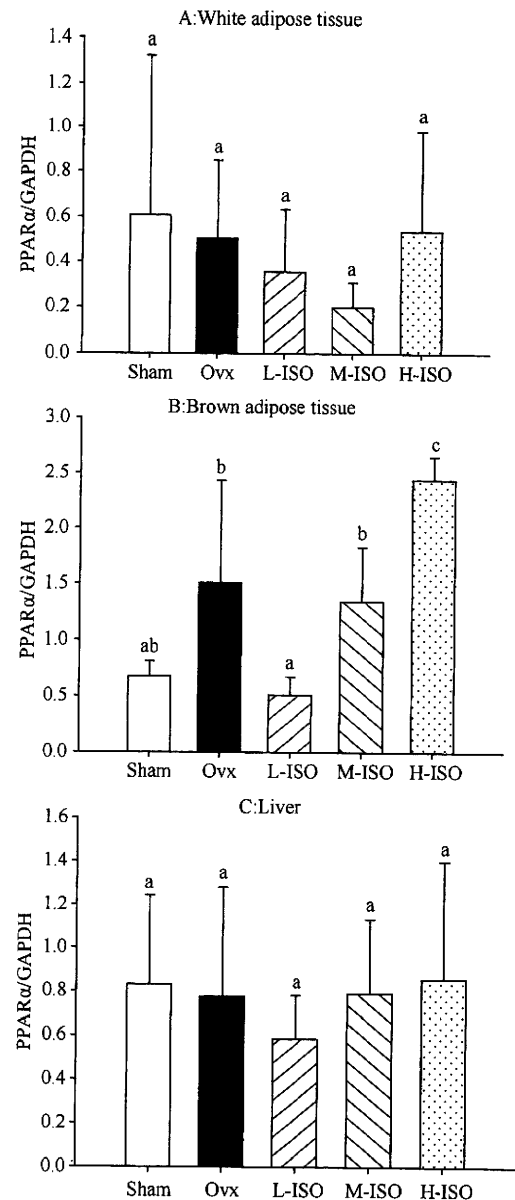 A:White adipose tissue
1.4
1.2
1.0
0.8
0.6
0.4
0.2
0.0
PPARα/GAPDH
a
a
a
a
a
Sham Ovx L-ISO M-ISO H-ISO
B:Brown adipose tissue
3.0
2.5
2.0
1.5
1.0
0.5
0.0
PPARα/GAPDH
ab
b
a
b
c
Sham Ovx L-ISO M-ISO H-ISO
C:Liver
1.6
1.4
1.2
1.0
0.8
0.6
0.4
0.2
0.0
PPARα/GAPDH
a
a
a
a
a
Sham Ovx L-ISO M-ISO H-ISO